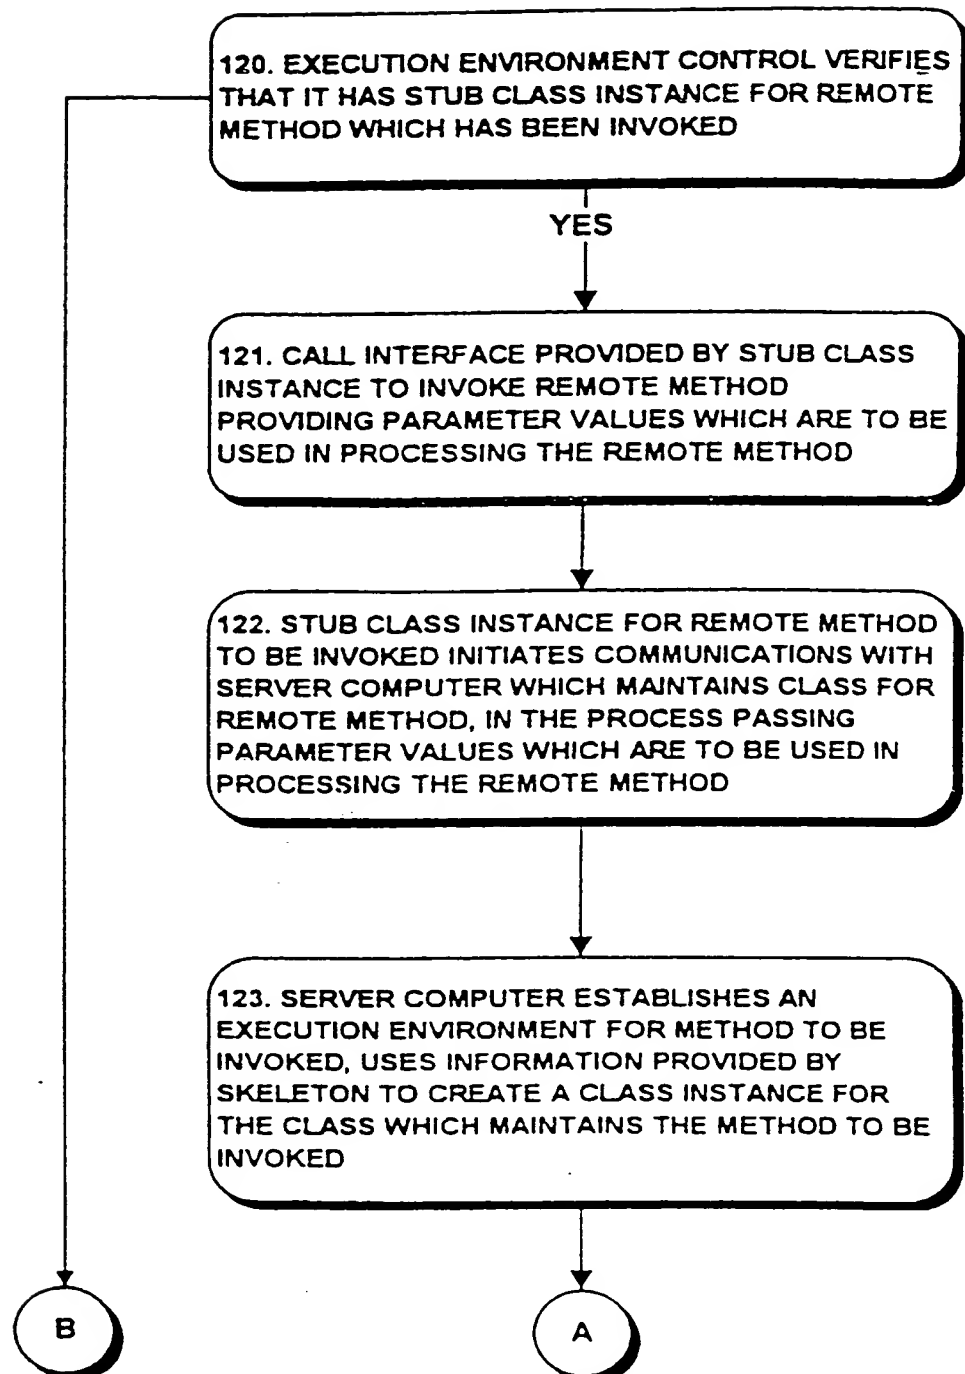 120. EXECUTION ENVIRONMENT CONTROL VERIFIES
THAT IT HAS STUB CLASS INSTANCE FOR REMOTE
METHOD WHICH HAS BEEN INVOKED
YES
121. CALL INTERFACE PROVIDED BY STUB CLASS
INSTANCE TO INVOKE REMOTE METHOD
PROVIDING PARAMETER VALUES WHICH ARE TO BE
USED IN PROCESSING THE REMOTE METHOD
122. STUB CLASS INSTANCE FOR REMOTE METHOD
TO BE INVOKED INITIATES COMMUNICATIONS WITH
SERVER COMPUTER WHICH MAINTAINS CLASS FOR
REMOTE METHOD, IN THE PROCESS PASSING
PARAMETER VALUES WHICH ARE TO BE USED IN
PROCESSING THE REMOTE METHOD
123. SERVER COMPUTER ESTABLISHES AN
EXECUTION ENVIRONMENT FOR METHOD TO BE
INVOKED, USES INFORMATION PROVIDED BY
SKELETON TO CREATE A CLASS INSTANCE FOR
THE CLASS WHICH MAINTAINS THE METHOD TO BE
INVOKED
B
A